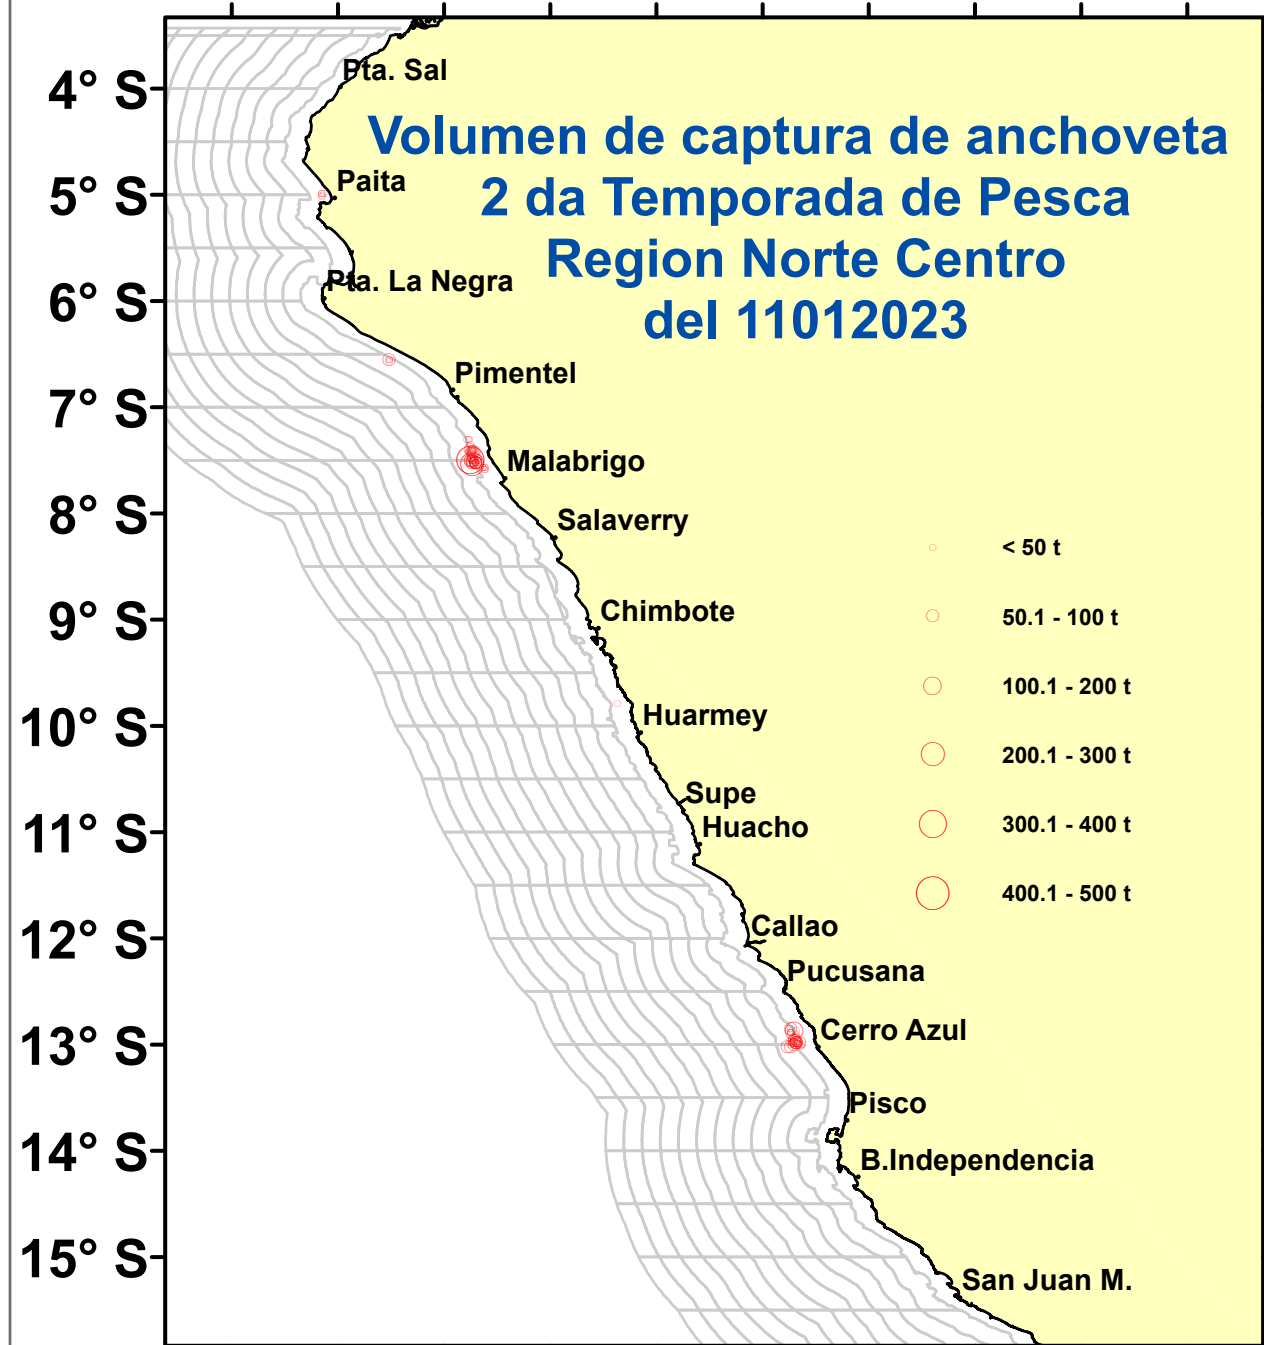 Volumen de captura de anchoveta
2 da Temporada de Pesca
Region Norte Centro
del 11012023
4° S
5° S
6° S
7° S
8° S
9° S
10° S
11° S
12° S
13° S
14° S
15° S
Pta. Sal
Paita
Pta. La Negra
Pimentel
Malabrigo
Salaverry
Chimbote
Huarmey
Supe
Huacho
Callao
Pucusana
Cerro Azul
Pisco
B.Independencia
San Juan M.
< 50 t
50.1 - 100 t
100.1 - 200 t
200.1 - 300 t
300.1 - 400 t
400.1 - 500 t